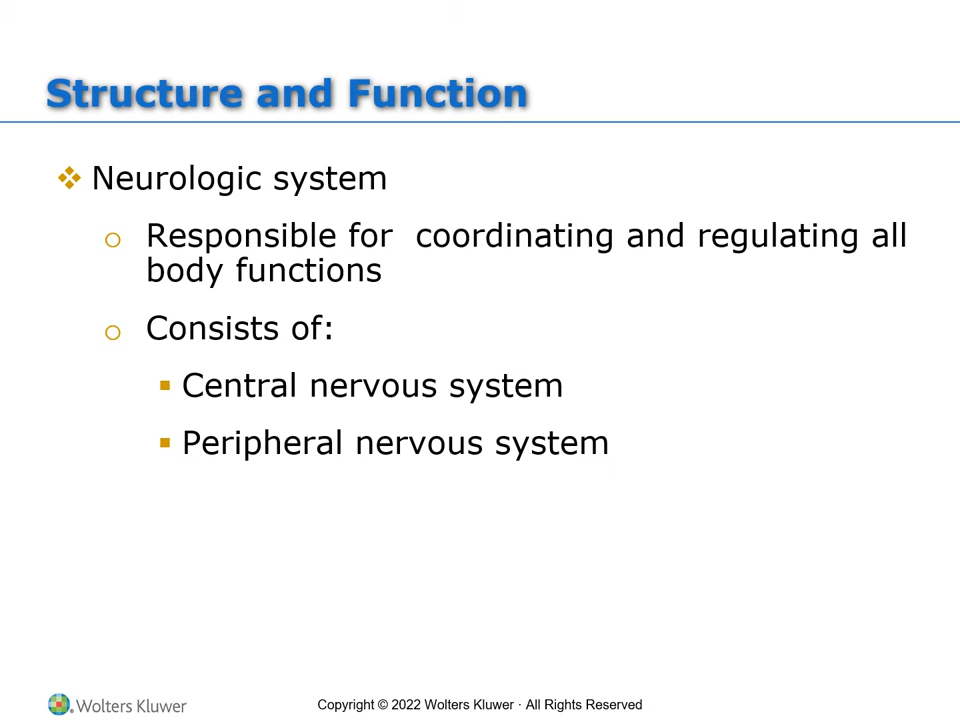 Structure and Function
❖ Neurologic system
o Responsible for  coordinating and regulating all
body functions
o Consists of:
▪ Central nervous system
▪ Peripheral nervous system
Wolters Kluwer
Copyright © 2022 Wolters Kluwer · All Rights Reserved